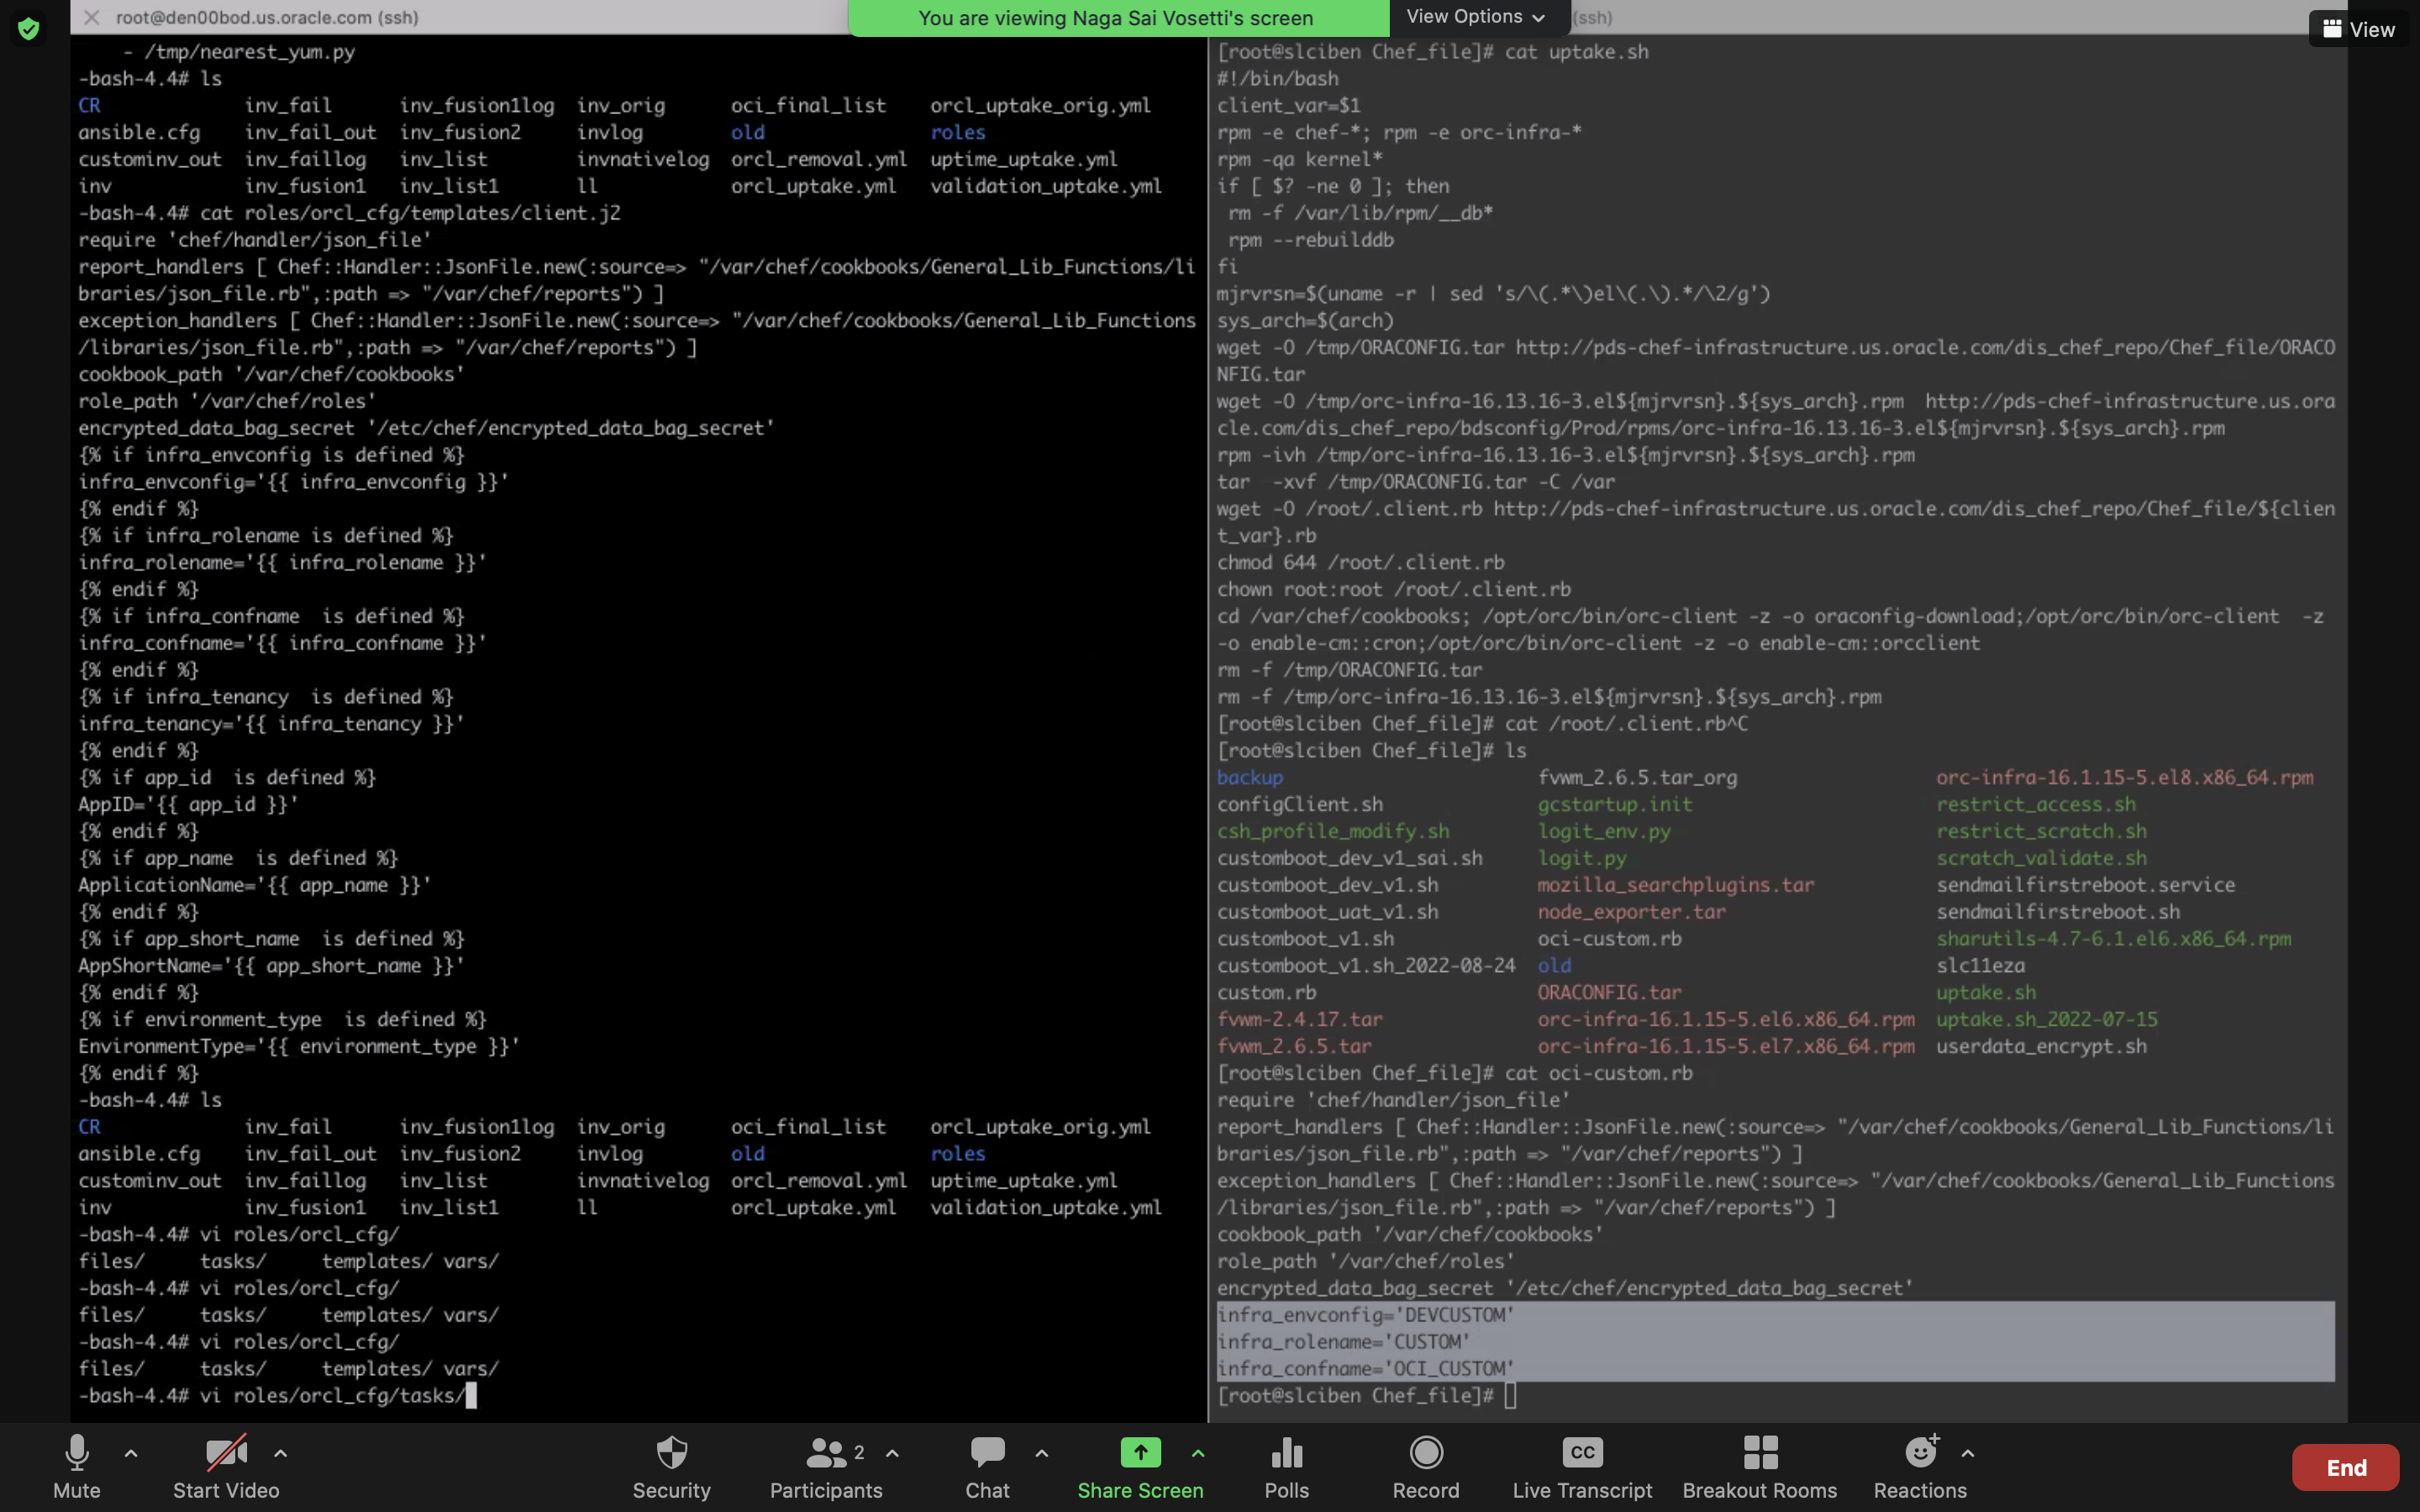 root@den00bod.us.oracle.com (ssh)
You are viewing Naga Sai Vosetti's screen
View Options
(ssh)
View
- /tmp/nearest_yum.py
-bash-4.4# ls
CR inv_fail inv_fusion1log inv_orig oci_final_list orcl_uptake_orig.yml
ansible.cfg inv_fail_out inv_fusion2 invlog old roles
custominv_out inv_faillog inv_list invnativelog orcl_removal.yml uptime_uptake.yml
inv inv_fusion1 inv_list1 ll orcl_uptake.yml validation_uptake.yml
-bash-4.4# cat roles/orcl_cfg/templates/client.j2
require 'chef/handler/json_file'
report_handlers [ Chef::Handler::JsonFile.new(:source=> "/var/chef/cookbooks/General_Lib_Functions/li
braries/json_file.rb",:path => "/var/chef/reports") ]
exception_handlers [ Chef::Handler::JsonFile.new(:source=> "/var/chef/cookbooks/General_Lib_Functions
/libraries/json_file.rb",:path => "/var/chef/reports") ]
cookbook_path '/var/chef/cookbooks'
role_path '/var/chef/roles'
encrypted_data_bag_secret '/etc/chef/encrypted_data_bag_secret'
{% if infra_envconfig is defined %}
infra_envconfig='{{ infra_envconfig }}'
{% endif %}
{% if infra_rolename is defined %}
infra_rolename='{{ infra_rolename }}'
{% endif %}
{% if infra_confname  is defined %}
infra_confname='{{ infra_confname }}'
{% endif %}
{% if infra_tenancy  is defined %}
infra_tenancy='{{ infra_tenancy }}'
{% endif %}
{% if app_id  is defined %}
AppID='{{ app_id }}'
{% endif %}
{% if app_name  is defined %}
ApplicationName='{{ app_name }}'
{% endif %}
{% if app_short_name  is defined %}
AppShortName='{{ app_short_name }}'
{% endif %}
{% if environment_type  is defined %}
EnvironmentType='{{ environment_type }}'
{% endif %}
-bash-4.4# ls
CR inv_fail inv_fusion1log inv_orig oci_final_list orcl_uptake_orig.yml
ansible.cfg inv_fail_out inv_fusion2 invlog old roles
custominv_out inv_faillog inv_list invnativelog orcl_removal.yml uptime_uptake.yml
inv inv_fusion1 inv_list1 ll orcl_uptake.yml validation_uptake.yml
-bash-4.4# vi roles/orcl_cfg/
files/ tasks/ templates/ vars/
-bash-4.4# vi roles/orcl_cfg/
files/ tasks/ templates/ vars/
-bash-4.4# vi roles/orcl_cfg/
files/ tasks/ templates/ vars/
-bash-4.4# vi roles/orcl_cfg/tasks/
[root@slciben Chef_file]# cat uptake.sh
#!/bin/bash
client_var=$1
rpm -e chef-*; rpm -e orc-infra-*
rpm -qa kernel*
if [ $? -ne 0 ]; then
rm -f /var/lib/rpm/__db*
rpm --rebuilddb
fi
mjrvrsn=$(uname -r | sed 's/\(.*\)el\(.\).*/\2/g')
sys_arch=$(arch)
wget -O /tmp/ORACONFIG.tar http://pds-chef-infrastructure.us.oracle.com/dis_chef_repo/Chef_file/ORACO
NFIG.tar
wget -O /tmp/orc-infra-16.13.16-3.el${mjrvrsn}.${sys_arch}.rpm  http://pds-chef-infrastructure.us.ora
cle.com/dis_chef_repo/bdsconfig/Prod/rpms/orc-infra-16.13.16-3.el${mjrvrsn}.${sys_arch}.rpm
rpm -ivh /tmp/orc-infra-16.13.16-3.el${mjrvrsn}.${sys_arch}.rpm
tar  -xvf /tmp/ORACONFIG.tar -C /var
wget -O /root/.client.rb http://pds-chef-infrastructure.us.oracle.com/dis_chef_repo/Chef_file/${clien
t_var}.rb
chmod 644 /root/.client.rb
chown root:root /root/.client.rb
cd /var/chef/cookbooks; /opt/orc/bin/orc-client -z -o oraconfig-download;/opt/orc/bin/orc-client  -z
-o enable-cm::cron;/opt/orc/bin/orc-client -z -o enable-cm::orcclient
rm -f /tmp/ORACONFIG.tar
rm -f /tmp/orc-infra-16.13.16-3.el${mjrvrsn}.${sys_arch}.rpm
[root@slciben Chef_file]# cat /root/.client.rb^C
[root@slciben Chef_file]# ls
backup fvwm_2.6.5.tar_org orc-infra-16.1.15-5.el8.x86_64.rpm
configClient.sh gcstartup.init restrict_access.sh
csh_profile_modify.sh logit_env.py restrict_scratch.sh
customboot_dev_v1_sai.sh logit.py scratch_validate.sh
customboot_dev_v1.sh mozilla_searchplugins.tar sendmailfirstreboot.service
customboot_uat_v1.sh node_exporter.tar sendmailfirstreboot.sh
customboot_v1.sh oci-custom.rb sharutils-4.7-6.1.el6.x86_64.rpm
customboot_v1.sh_2022-08-24 old slc11eza
custom.rb ORACONFIG.tar uptake.sh
fvwm-2.4.17.tar orc-infra-16.1.15-5.el6.x86_64.rpm uptake.sh_2022-07-15
fvwm_2.6.5.tar orc-infra-16.1.15-5.el7.x86_64.rpm userdata_encrypt.sh
[root@slciben Chef_file]# cat oci-custom.rb
require 'chef/handler/json_file'
report_handlers [ Chef::Handler::JsonFile.new(:source=> "/var/chef/cookbooks/General_Lib_Functions/li
braries/json_file.rb",:path => "/var/chef/reports") ]
exception_handlers [ Chef::Handler::JsonFile.new(:source=> "/var/chef/cookbooks/General_Lib_Functions
/libraries/json_file.rb",:path => "/var/chef/reports") ]
cookbook_path '/var/chef/cookbooks'
role_path '/var/chef/roles'
encrypted_data_bag_secret '/etc/chef/encrypted_data_bag_secret'
infra_envconfig='DEVCUSTOM'
infra_rolename='CUSTOM'
infra_confname='OCI_CUSTOM'
[root@slciben Chef_file]#
2
CC
Mute
Start Video
Security
Participants
Chat
Share Screen
Polls
Record
Live Transcript
Breakout Rooms
Reactions
End